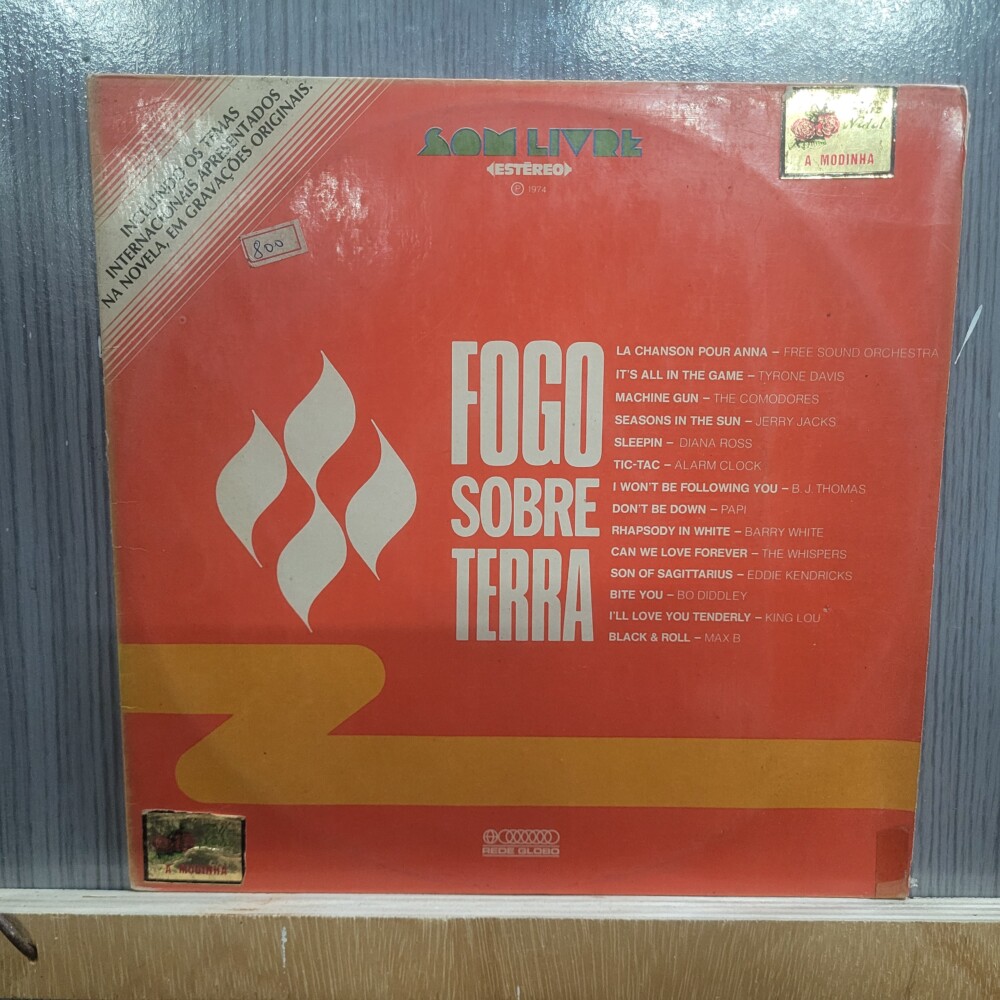 INCLUINDO OS TEMAS
INTERNACIONAIS APRESENTADOS
NA NOVELA, EM GRAVAÇÕES ORIGINAIS.
SOM LIVRE
ESTÉREO
℗ 1974
A MODINHA
800
FOGO
SOBRE
TERRA
LA CHANSON POUR ANNA – FREE SOUND ORCHESTRA
IT'S ALL IN THE GAME – TYRONE DAVIS
MACHINE GUN – THE COMODORES
SEASONS IN THE SUN – JERRY JACKS
SLEEPIN – DIANA ROSS
TIC-TAC – ALARM CLOCK
I WON'T BE FOLLOWING YOU – B. J. THOMAS
DON'T BE DOWN – PAPI
RHAPSODY IN WHITE – BARRY WHITE
CAN WE LOVE FOREVER – THE WHISPERS
SON OF SAGITTARIUS – EDDIE KENDRICKS
BITE YOU – BO DIDDLEY
I'LL LOVE YOU TENDERLY – KING LOU
BLACK & ROLL – MAX B
A MODINHA
REDE GLOBO